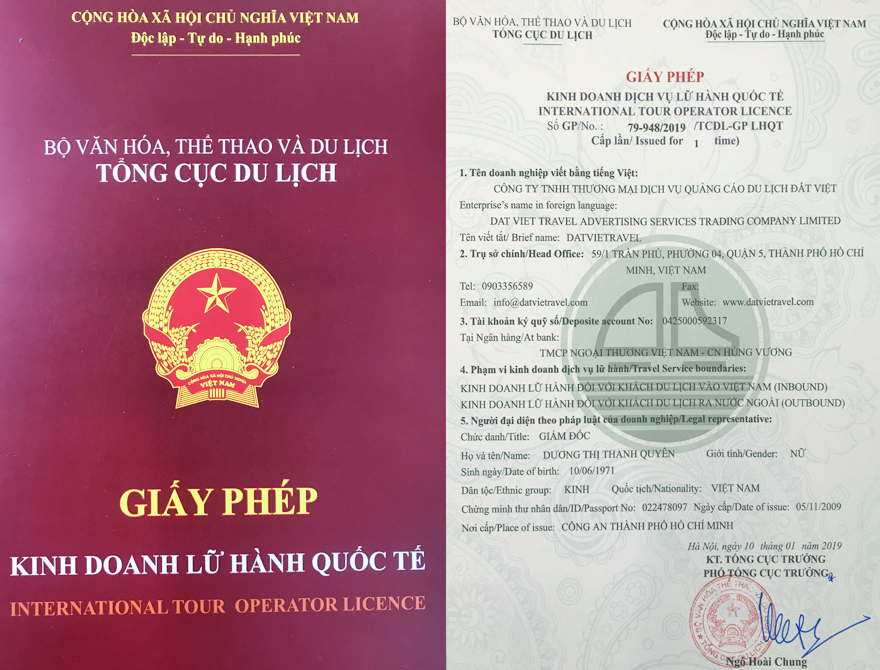 CỘNG HÒA XÃ HỘI CHỦ NGHĨA VIỆT NAM
Độc lập - Tự do - Hạnh phúc
BỘ VĂN HÓA, THỂ THAO VÀ DU LỊCH
TỔNG CỤC DU LỊCH
CỘNG HÒA XÃ HỘI CHỦ NGHĨA
VIỆT NAM
GIẤY PHÉP
KINH DOANH LỮ HÀNH QUỐC TẾ
INTERNATIONAL TOUR OPERATOR LICENCE
BỘ VĂN HÓA, THỂ THAO VÀ DU LỊCH
TỔNG CỤC DU LỊCH
CỘNG HÒA XÃ HỘI CHỦ NGHĨA VIỆT NAM
Độc lập - Tự do - Hạnh phúc
GIẤY PHÉP
KINH DOANH DỊCH VỤ LỮ HÀNH QUỐC TẾ
INTERNATIONAL TOUR OPERATOR LICENCE
Số GP/No. : 79-948/2019 /TCDL-GP LHQT
Cấp lần/ Issued for 1 time)
1. Tên doanh nghiệp viết bằng tiếng Việt:
CÔNG TY TNHH THƯƠNG MẠI DỊCH VỤ QUẢNG CÁO DU LỊCH ĐẤT VIỆT
Enterprise's name in foreign language:
DAT VIET TRAVEL ADVERTISING SERVICES TRADING COMPANY LIMITED
Tên viết tắt/ Brief name: DATVIETRAVEL
2. Trụ sở chính/Head Office: 59/1 TRẦN PHÚ, PHƯỜNG 04, QUẬN 5, THÀNH PHỐ HỒ CHÍ
MINH, VIỆT NAM
Tel: 0903356589 Fax:
Email: info@datvietravel.com Website: www.datvietravel.com
3. Tài khoản ký quỹ số/Deposite account No: 0425000592317
Tại Ngân hàng/At bank:
TMCP NGOẠI THƯƠNG VIỆT NAM - CN HÙNG VƯƠNG
4. Phạm vi kinh doanh dịch vụ lữ hành/Travel Service boundaries:
KINH DOANH LỮ HÀNH ĐỐI VỚI KHÁCH DU LỊCH VÀO VIỆT NAM (INBOUND)
KINH DOANH LỮ HÀNH ĐỐI VỚI KHÁCH DU LỊCH RA NƯỚC NGOÀI (OUTBOUND)
5. Người đại diện theo pháp luật của doanh nghiệp/Legal representative:
Chức danh/Title: GIÁM ĐỐC
Họ và tên/Name: DƯƠNG THỊ THANH QUYÊN Giới tính/Gender: NỮ
Sinh ngày/Date of birth: 10/06/1971
Dân tộc/Ethnic group: KINH Quốc tịch/Nationality: VIỆT NAM
Chứng minh thư nhân dân/ID/Passport No: 022478097 Ngày cấp/Date of issue: 05/11/2009
Nơi cấp/Place of issue: CÔNG AN THÀNH PHỐ HỒ CHÍ MINH
Hà Nội, ngày 10 tháng 01 năm 2019
KT. TỔNG CỤC TRƯỞNG
PHÓ TỔNG CỤC TRƯỞNG
Ngô Hoài Chung